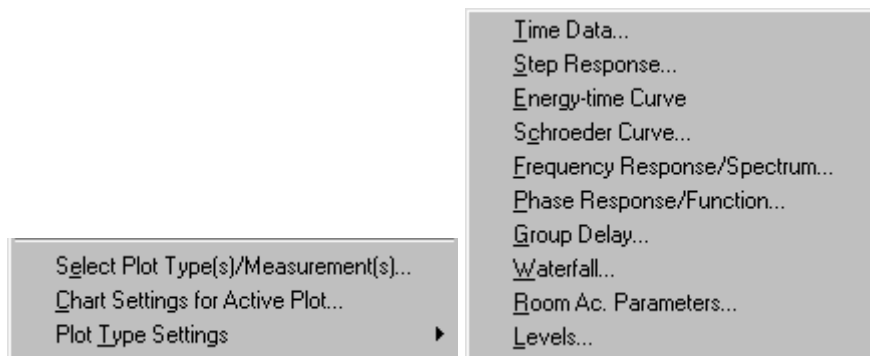 Select Plot Type(s)/Measurement(s)...
Chart Settings for Active Plot...
Plot Type Settings
Time Data...
Step Response...
Energy-time Curve
Schroeder Curve...
Frequency Response/Spectrum...
Phase Response/Function...
Group Delay...
Waterfall...
Room Ac. Parameters...
Levels...